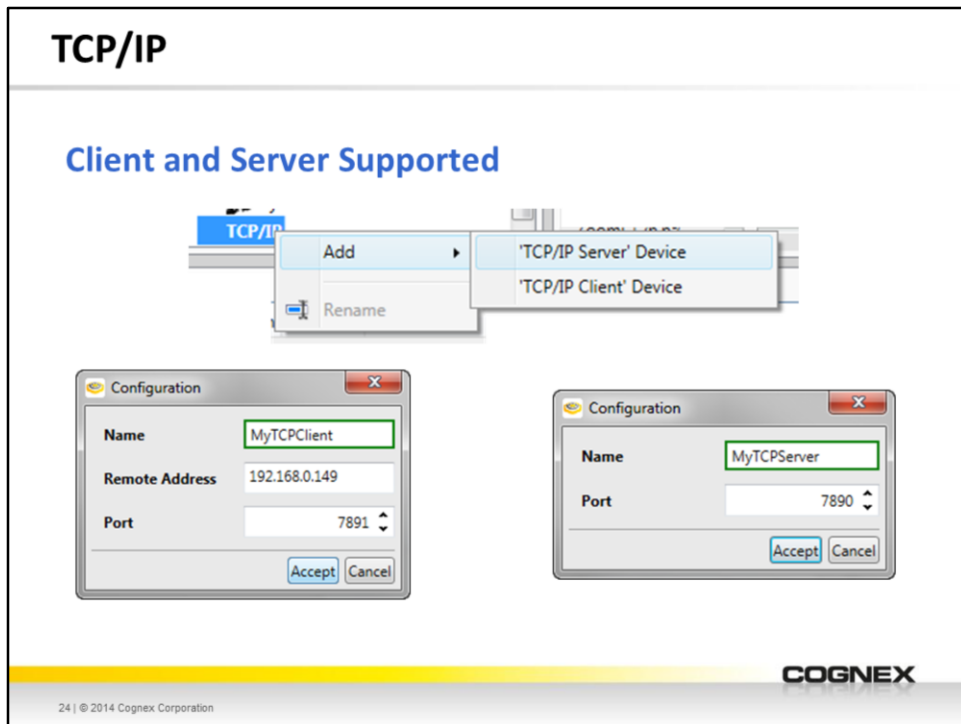 TCP/IP
Client and Server Supported
TCP/IP
Add
'TCP/IP Server' Device
'TCP/IP Client' Device
Rename
Configuration
Name MyTCPClient
Remote Address 192.168.0.149
Port 7891
Accept Cancel
Configuration
Name MyTCPServer
Port 7890
Accept Cancel
COGNEX
24 | © 2014 Cognex Corporation